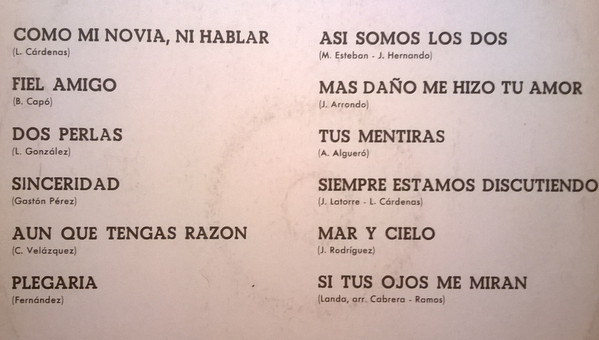 COMO MI NOVIA, NI HABLAR
(L. Cárdenas)
FIEL AMIGO
(B. Capó)
DOS PERLAS
(L. González)
SINCERIDAD
(Gastón Pérez)
AUN QUE TENGAS RAZON
(C. Velázquez)
PLEGARIA
(Fernández)
ASI SOMOS LOS DOS
(M. Esteban - J. Hernando)
MAS DAÑO ME HIZO TU AMOR
(J. Arrondo)
TUS MENTIRAS
(A. Algueró)
SIEMPRE ESTAMOS DISCUTIENDO
(J. Latorre - L. Cárdenas)
MAR Y CIELO
(J. Rodríguez)
SI TUS OJOS ME MIRAN
(Landa, arr. Cabrera - Ramos)